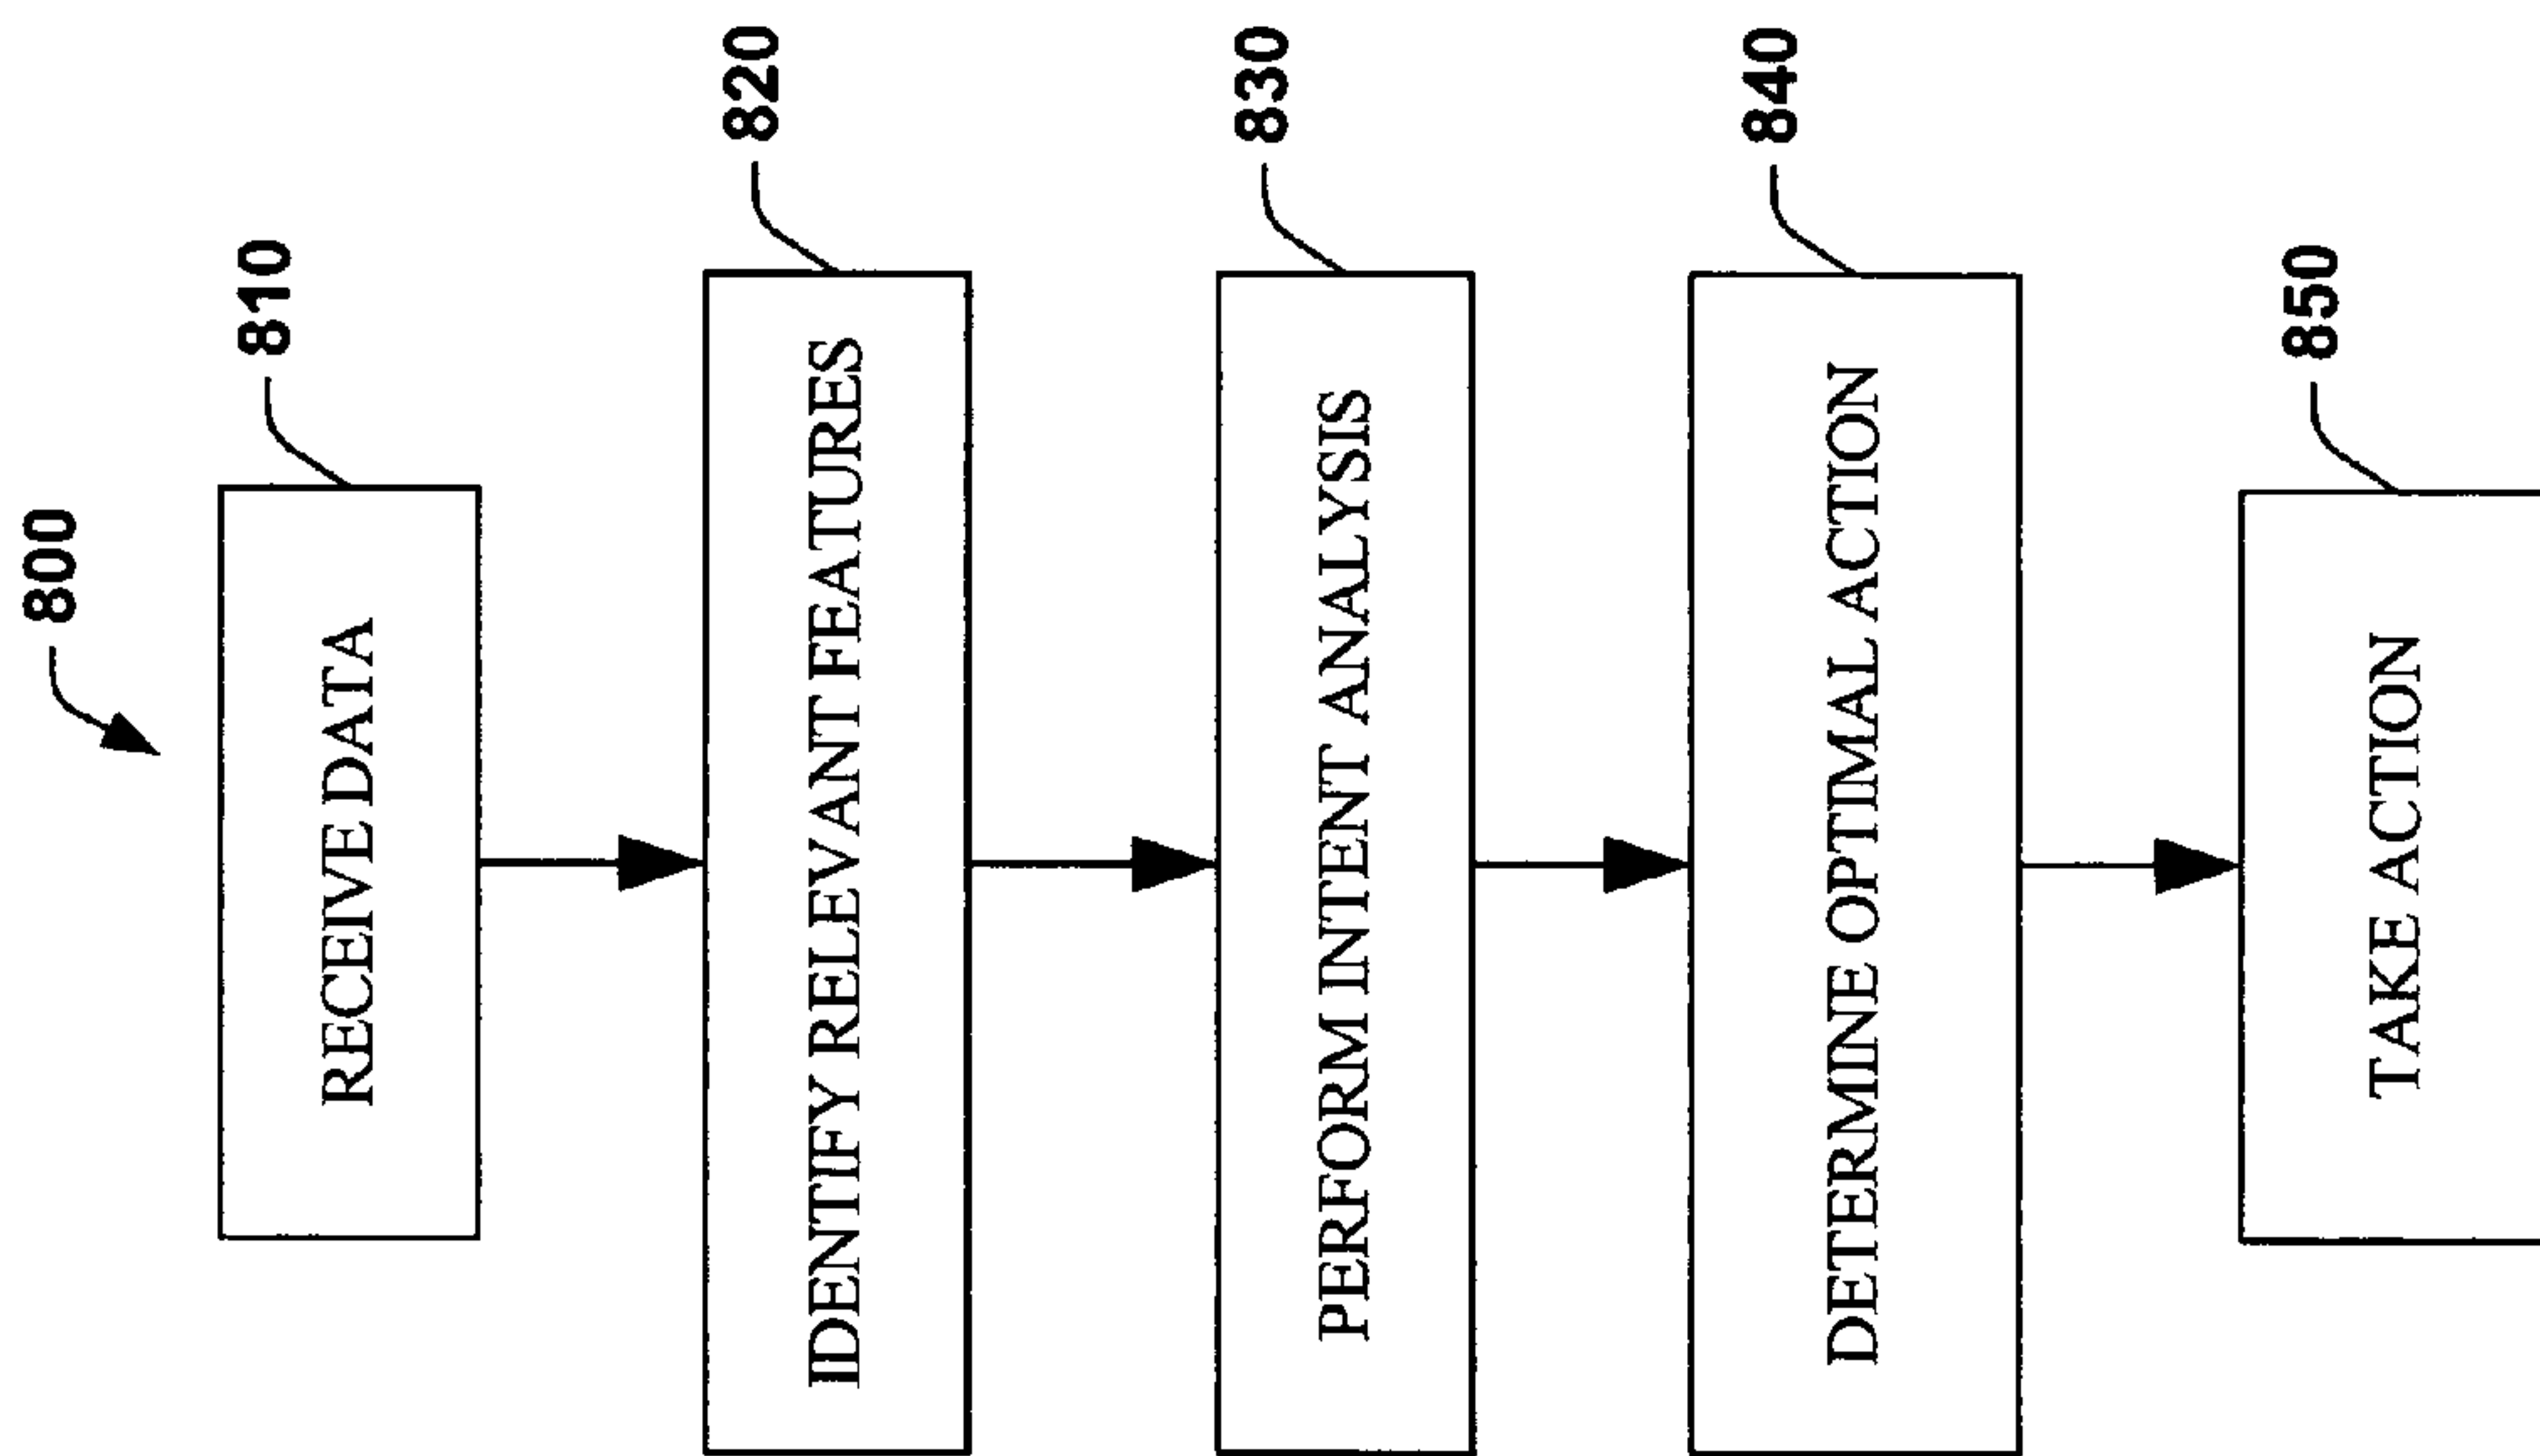 800
RECEIVE DATA
810
IDENTIFY RELEVANT FEATURES
820
PERFORM INTENT ANALYSIS
830
DETERMINE OPTIMAL ACTION
840
TAKE ACTION
850